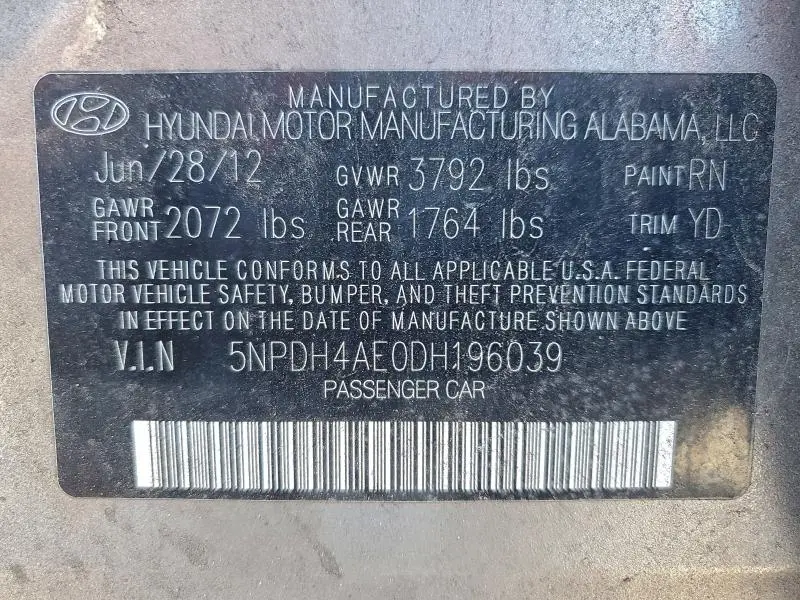 MANUFACTURED BY
HYUNDAI MOTOR MANUFACTURING ALABAMA, LLC
Jun/28/12 GVWR 3792 lbs PAINT RN
GAWR FRONT 2072 lbs GAWR REAR 1764 lbs TRIM YD
THIS VEHICLE CONFORMS TO ALL APPLICABLE U.S.A. FEDERAL
MOTOR VEHICLE SAFETY, BUMPER, AND THEFT PREVENTION STANDARDS
IN EFFECT ON THE DATE OF MANUFACTURE SHOWN ABOVE
V.I.N 5NPDH4AE0DH196039
PASSENGER CAR